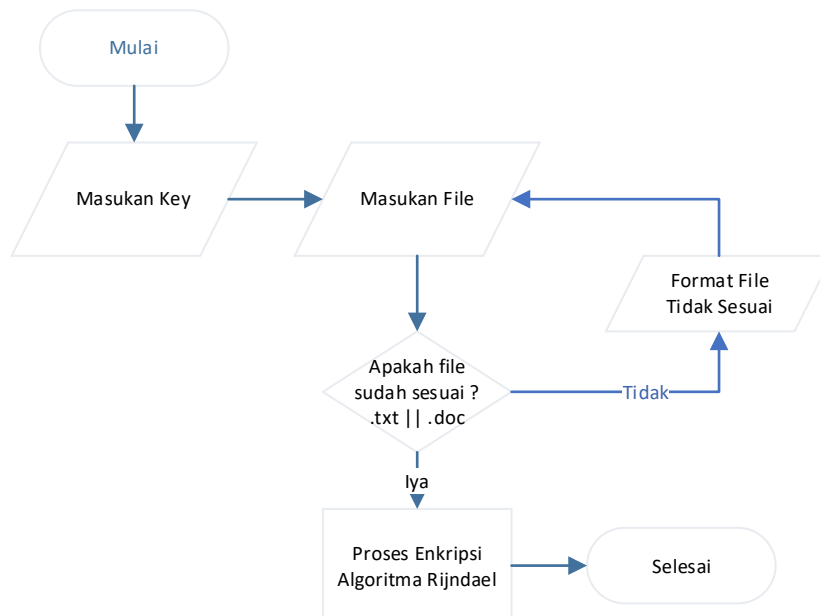 Mulai
Masukan Key
Masukan File
Format File
Tidak Sesuai
Apakah file
sudah sesuai ?
.txt || .doc
Tidak
Iya
Proses Enkripsi
Algoritma Rijndael
Selesai